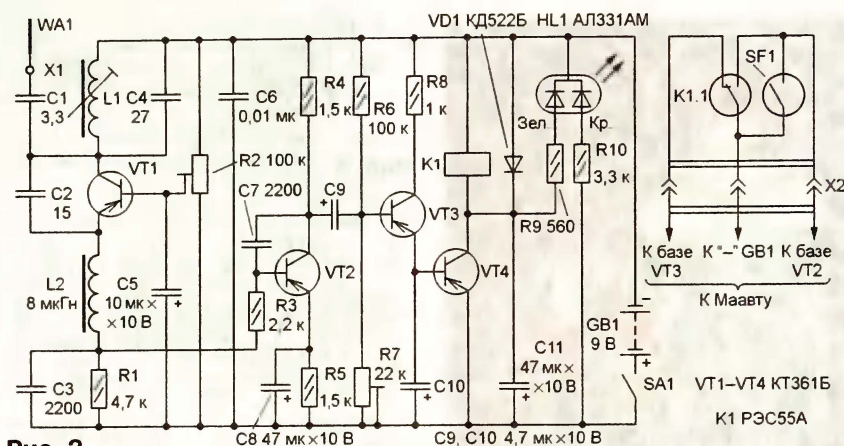 WA1
X1
C1
3,3
L1
C4
27
VT1
C2
15
L2
8 мкГн
C5
10 мк ×
×10 В
C3
2200
R1
4,7 к
R2 100 к
C6
0,01 мк
C7 2200
R3
2,2 к
C8 47 мк×10 В
R4
1,5 к
VT2
R5
1,5 к
C9
R6
100 к
R7
22 к
R8
1 к
VT3
C10
C9, C10 4,7 мк×10 В
K1
VT4
VD1 КД522Б
HL1 АЛ331АМ
Зел.
Кр.
R9 560
R10
3,3 к
C11
47 мк×
×10 В
GB1
9 В
SA1
K1.1
SF1
X2
К базе
VT3
К "–" GB1
К базе
VT2
К Маавту
VT1–VT4 КТ361Б
K1 РЭС55А
Рис. 2